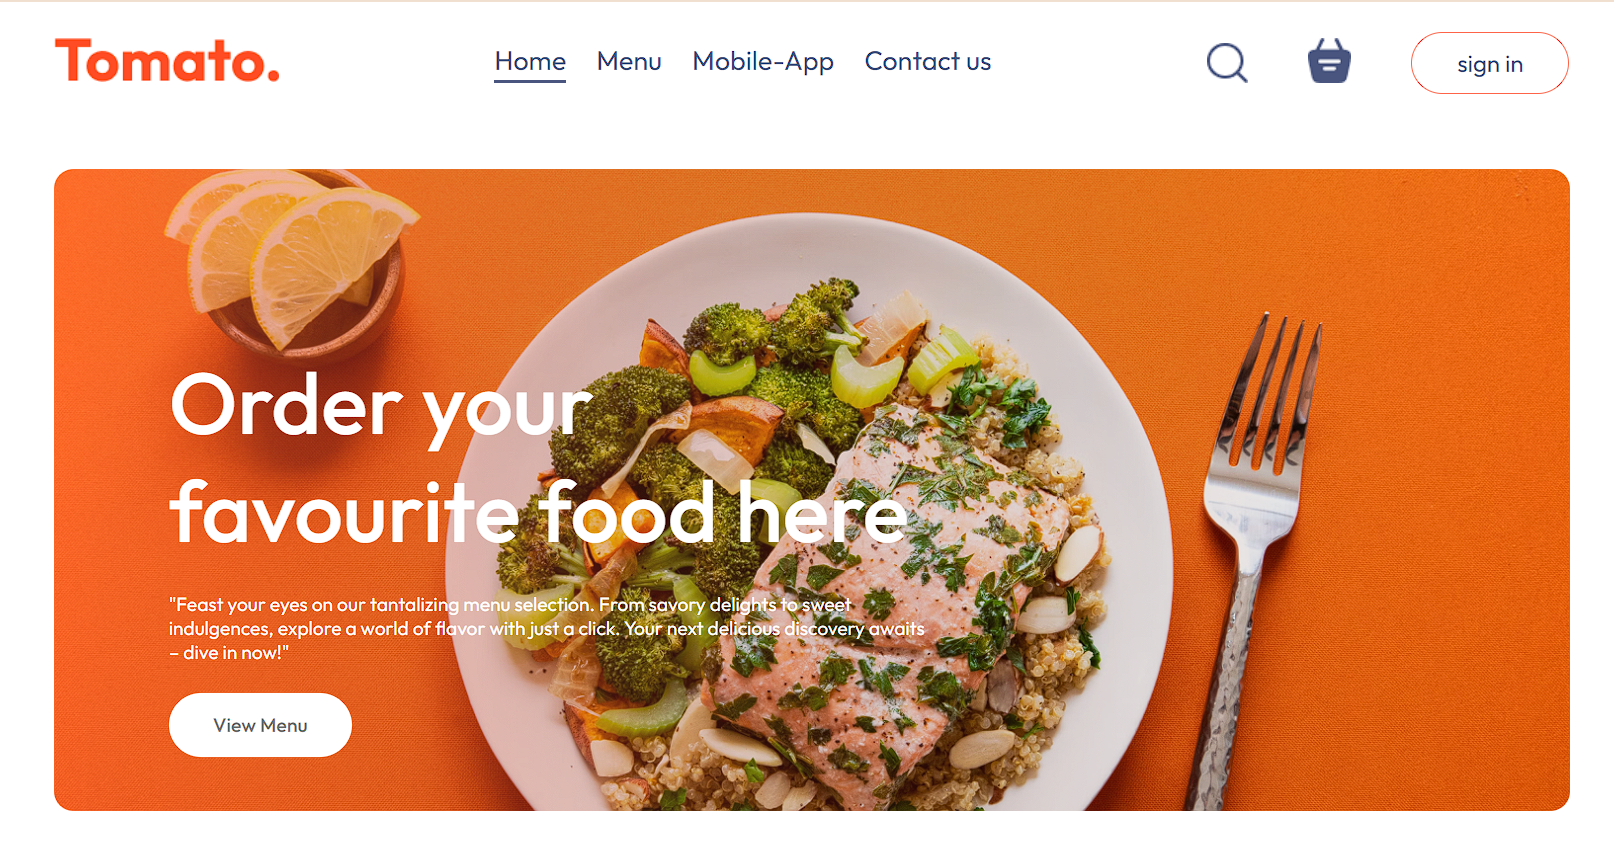 Tomato.
Home Menu Mobile-App Contact us
sign in
Order your
favourite food here
"Feast your eyes on our tantalizing menu selection. From savory delights to sweet
indulgences, explore a world of flavor with just a click. Your next delicious discovery awaits
– dive in now!"
View Menu